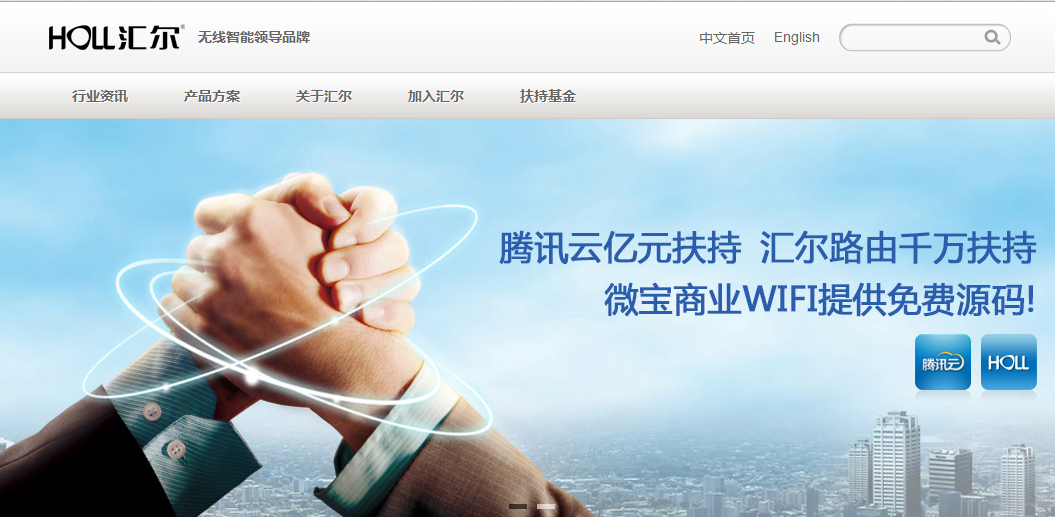 HOLL汇尔® 无线智能领导品牌 中文首页 English
行业资讯 产品方案 关于汇尔 加入汇尔 扶持基金
腾讯云亿元扶持 汇尔路由千万扶持
微宝商业WIFI提供免费源码!
腾讯云 HOLL